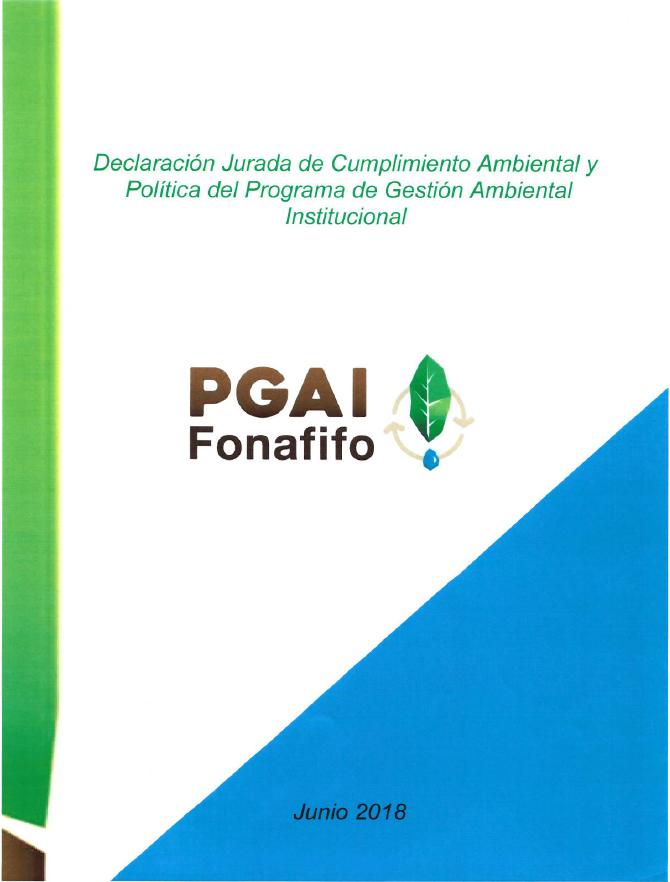 Declaración Jurada de Cumplimiento Ambiental y
Política del Programa de Gestión Ambiental
Institucional
PGAI
Fonafifo
Junio 2018